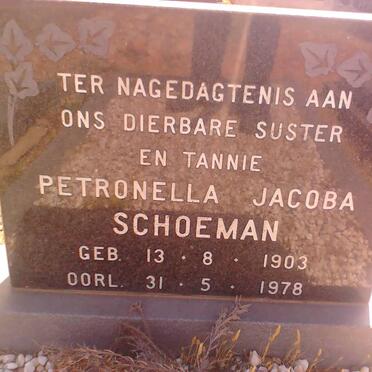 TER NAGEDAGTENIS AAN
ONS DIERBARE SUSTER
EN TANNIE
PETRONELLA JACOBA
SCHOEMAN
GEB. 13 · 8 · 1903
OORL. 31 · 5 · 1978